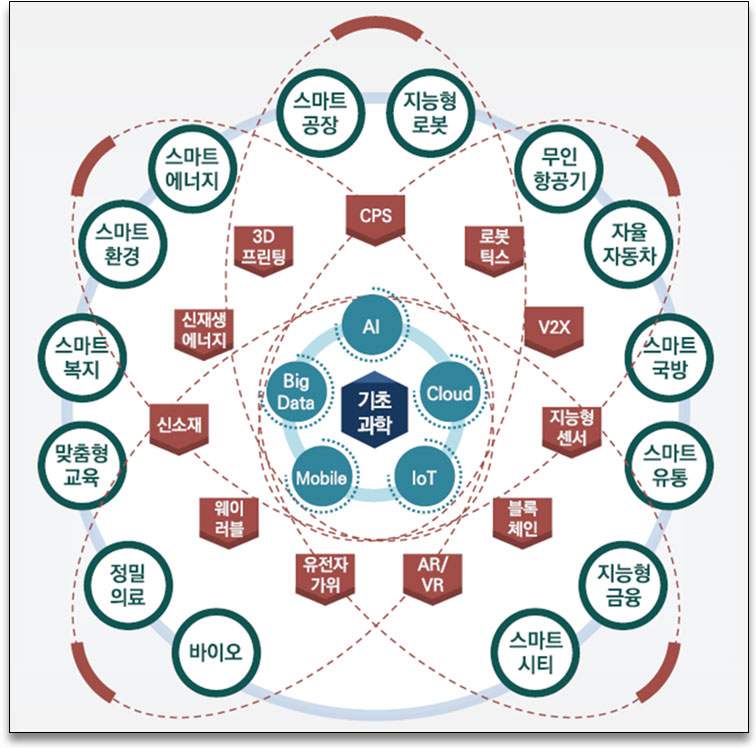 스마트
공장
지능형
로봇
스마트
에너지
무인
항공기
스마트
환경
자율
자동차
3D
프린팅
CPS
로봇
틱스
신재생
에너지
V2X
스마트
복지
스마트
국방
AI
Big
Data
기초
과학
Cloud
신소재
지능형
센서
맞춤형
교육
스마트
유통
Mobile
IoT
웨이
러블
블록
체인
유전자
가위
AR/
VR
정밀
의료
지능형
금융
바이오
스마트
시티